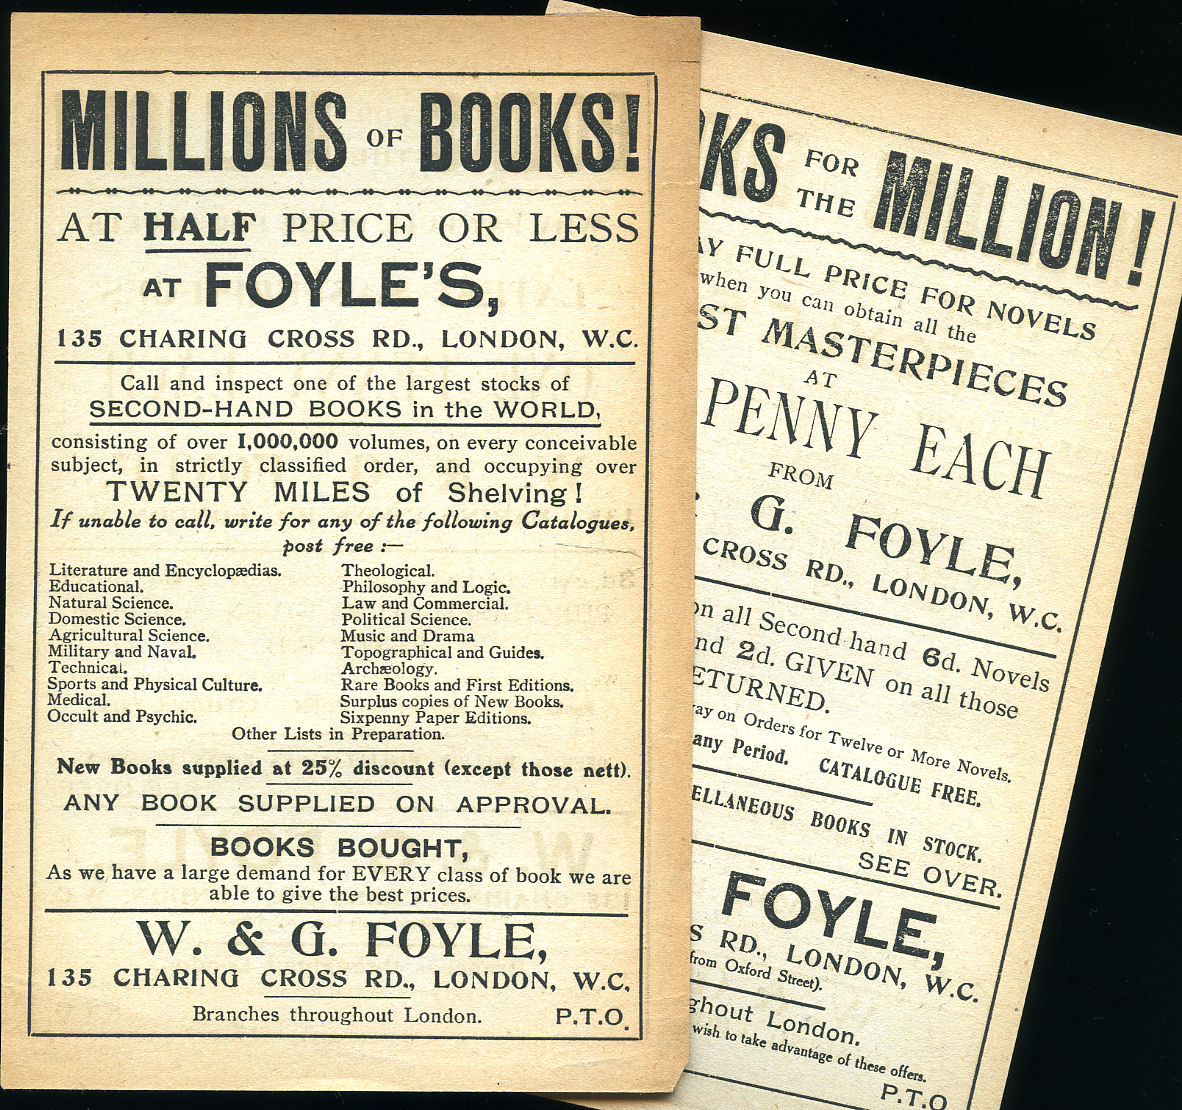 MILLIONS OF BOOKS!
AT HALF PRICE OR LESS
AT FOYLE'S,
135 CHARING CROSS RD., LONDON, W.C.
Call and inspect one of the largest stocks of
SECOND-HAND BOOKS in the WORLD,
consisting of over 1,000,000 volumes, on every conceivable
subject, in strictly classified order, and occupying over
TWENTY MILES of Shelving!
If unable to call, write for any of the following Catalogues,
post free :—
Literature and Encyclopædias.
Educational.
Natural Science.
Domestic Science.
Agricultural Science.
Military and Naval.
Technical.
Sports and Physical Culture.
Medical.
Occult and Psychic.
Theological.
Philosophy and Logic.
Law and Commercial.
Political Science.
Music and Drama
Topographical and Guides.
Archæology.
Rare Books and First Editions.
Surplus copies of New Books.
Sixpenny Paper Editions.
Other Lists in Preparation.
New Books supplied at 25% discount (except those nett).
ANY BOOK SUPPLIED ON APPROVAL.
BOOKS BOUGHT,
As we have a large demand for EVERY class of book we are
able to give the best prices.
W. & G. FOYLE,
135 CHARING CROSS RD., LONDON, W.C.
Branches throughout London.
P.T.O.
OKS FOR THE MILLION!
AY FULL PRICE FOR NOVELS
when you can obtain all the
ST MASTERPIECES
AT
PENNY EACH
FROM
G. FOYLE,
CROSS RD., LONDON, W.C.
on all Second-hand 6d. Novels
nd 2d. GIVEN on all those
ETURNED.
ay on Orders for Twelve or More Novels.
any Period. CATALOGUE FREE.
ELLANEOUS BOOKS IN STOCK.
SEE OVER.
FOYLE,
S RD., LONDON, W.C.
from Oxford Street).
ghout London.
wish to take advantage of these offers.
P.T.O